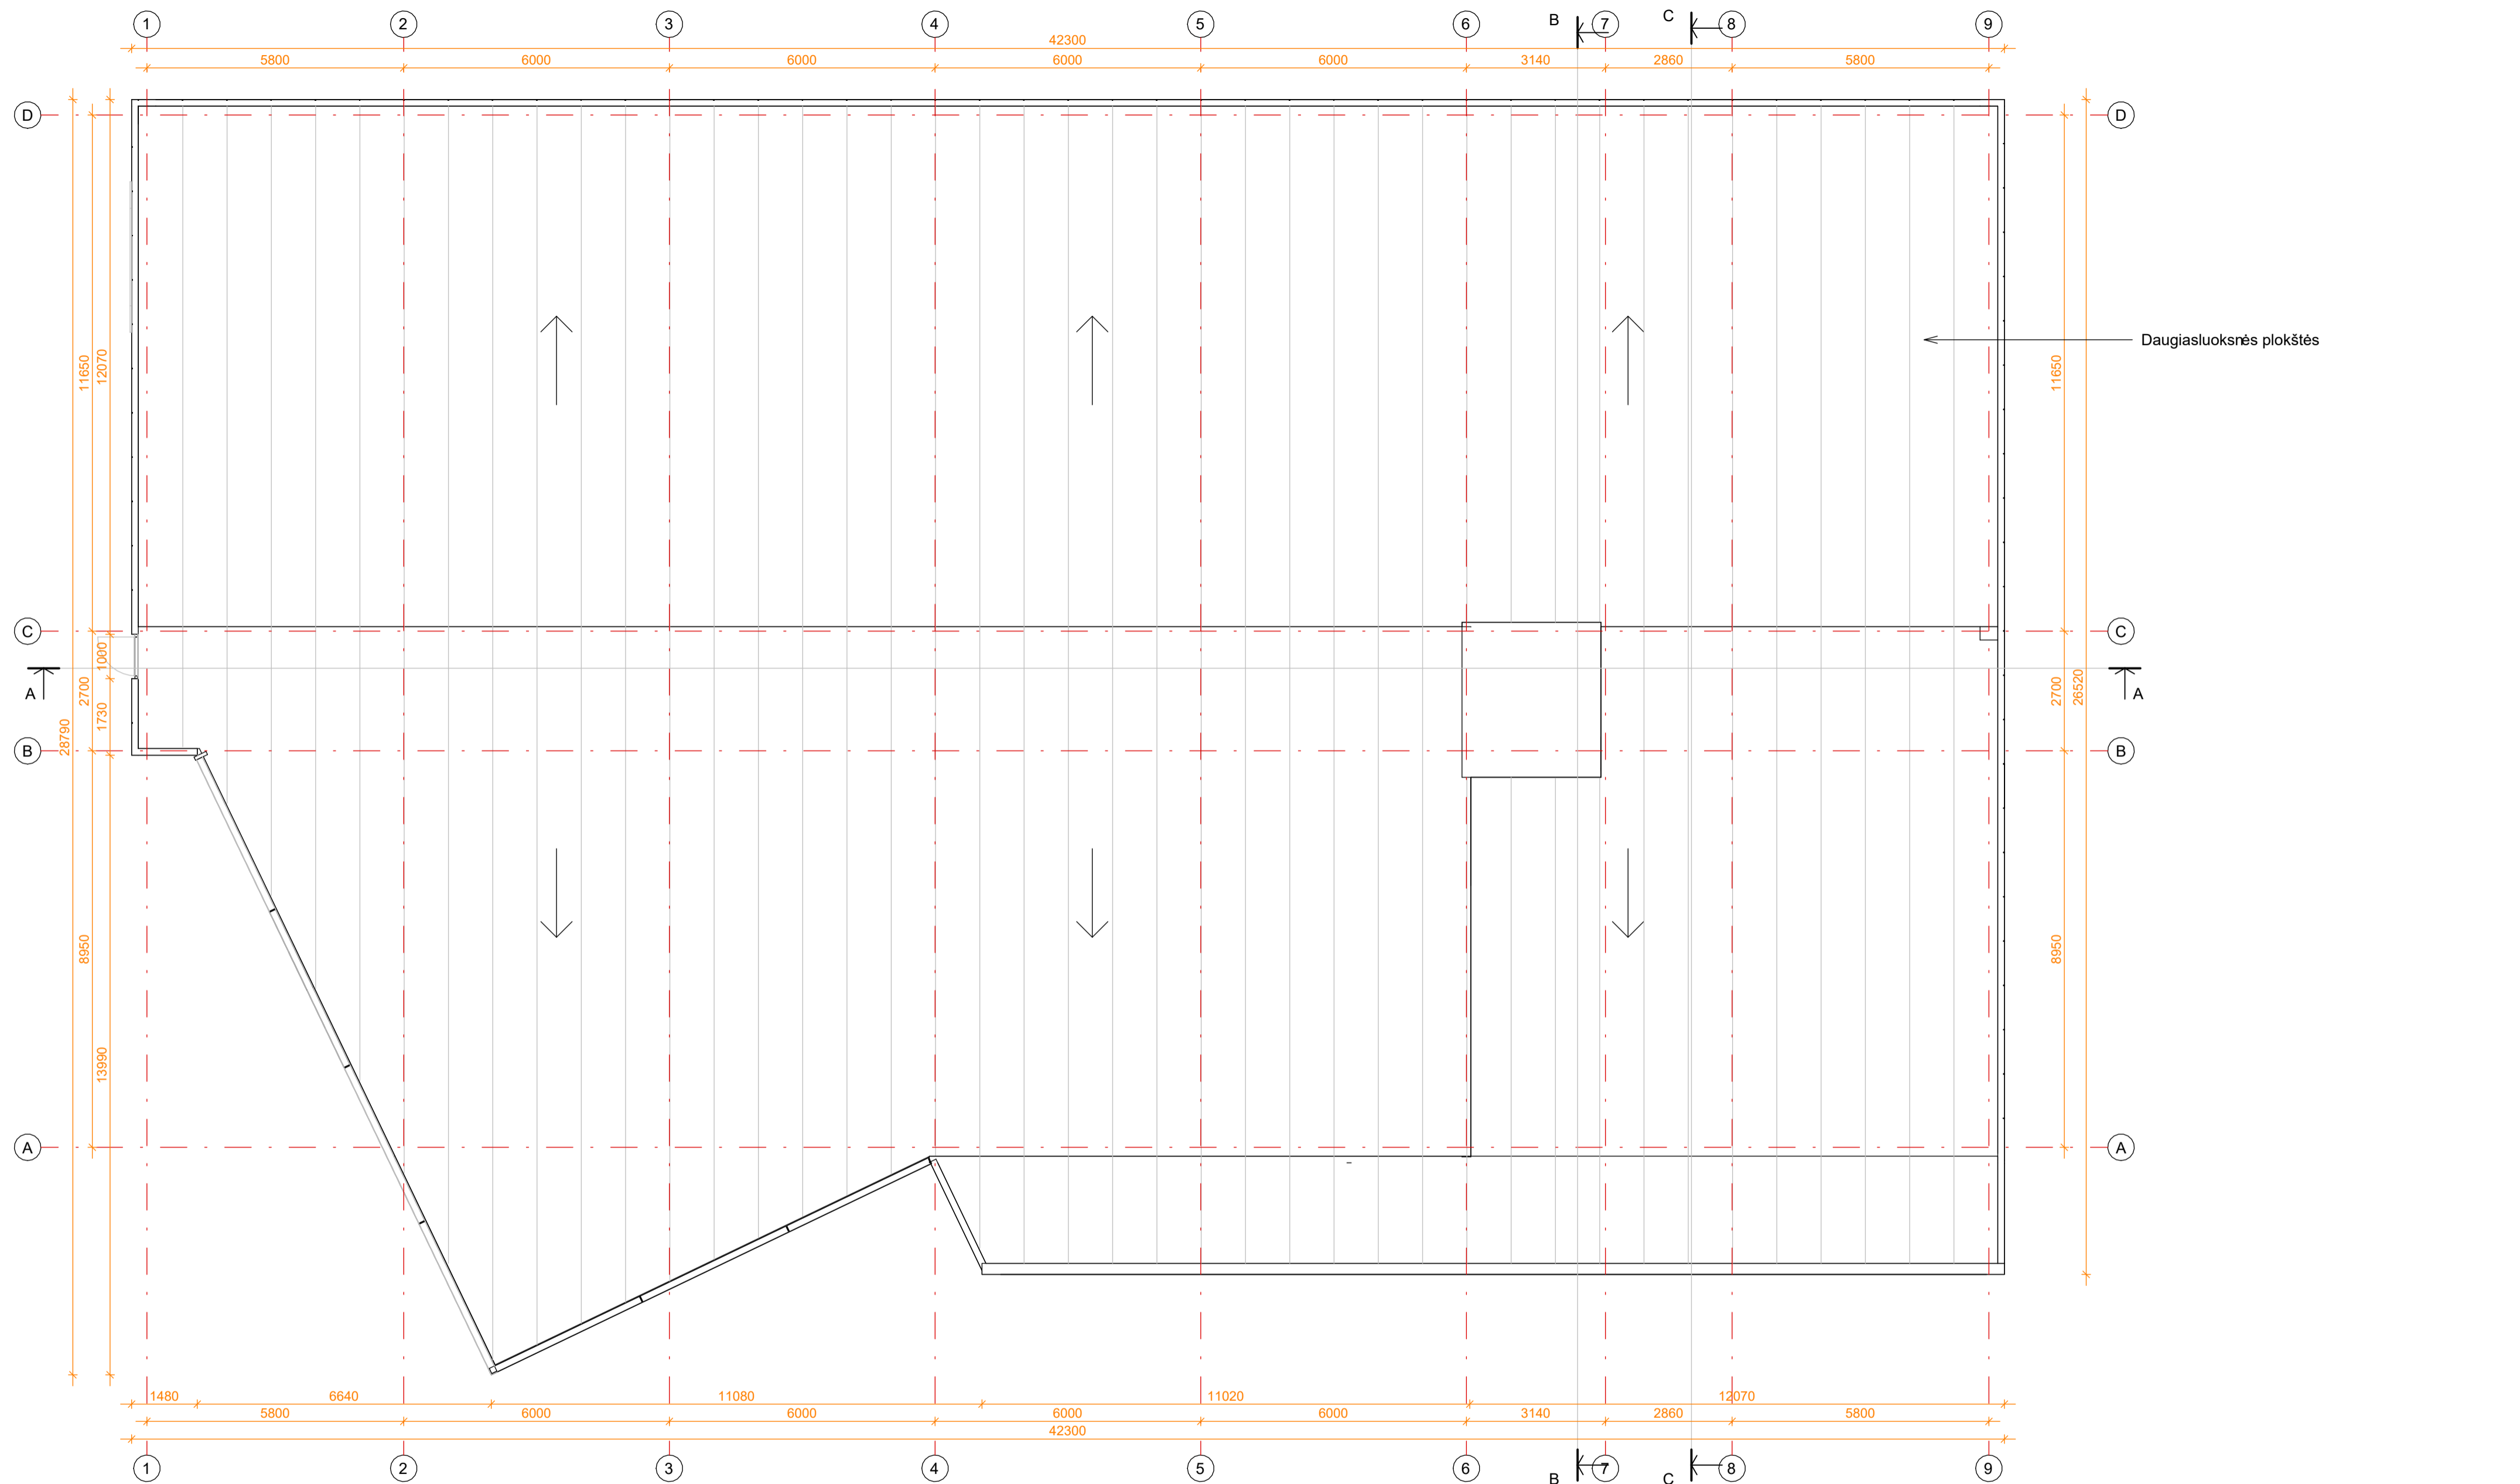 1 2 3 4 5 6 B 7 C 8 9
42300
5800 6000 6000 6000 6000 3140 2860 5800
D D
Daugiasluoksnės plokštės
11650 12070 11650
C C
1000
A A
2700 1730 28790 2700 26520
B B
8950 8950
13990
A A
1480 6640 11080 11020 12070
5800 6000 6000 6000 6000 3140 2860 5800
42300
1 2 3 4 5 6 B 7 C 8 9